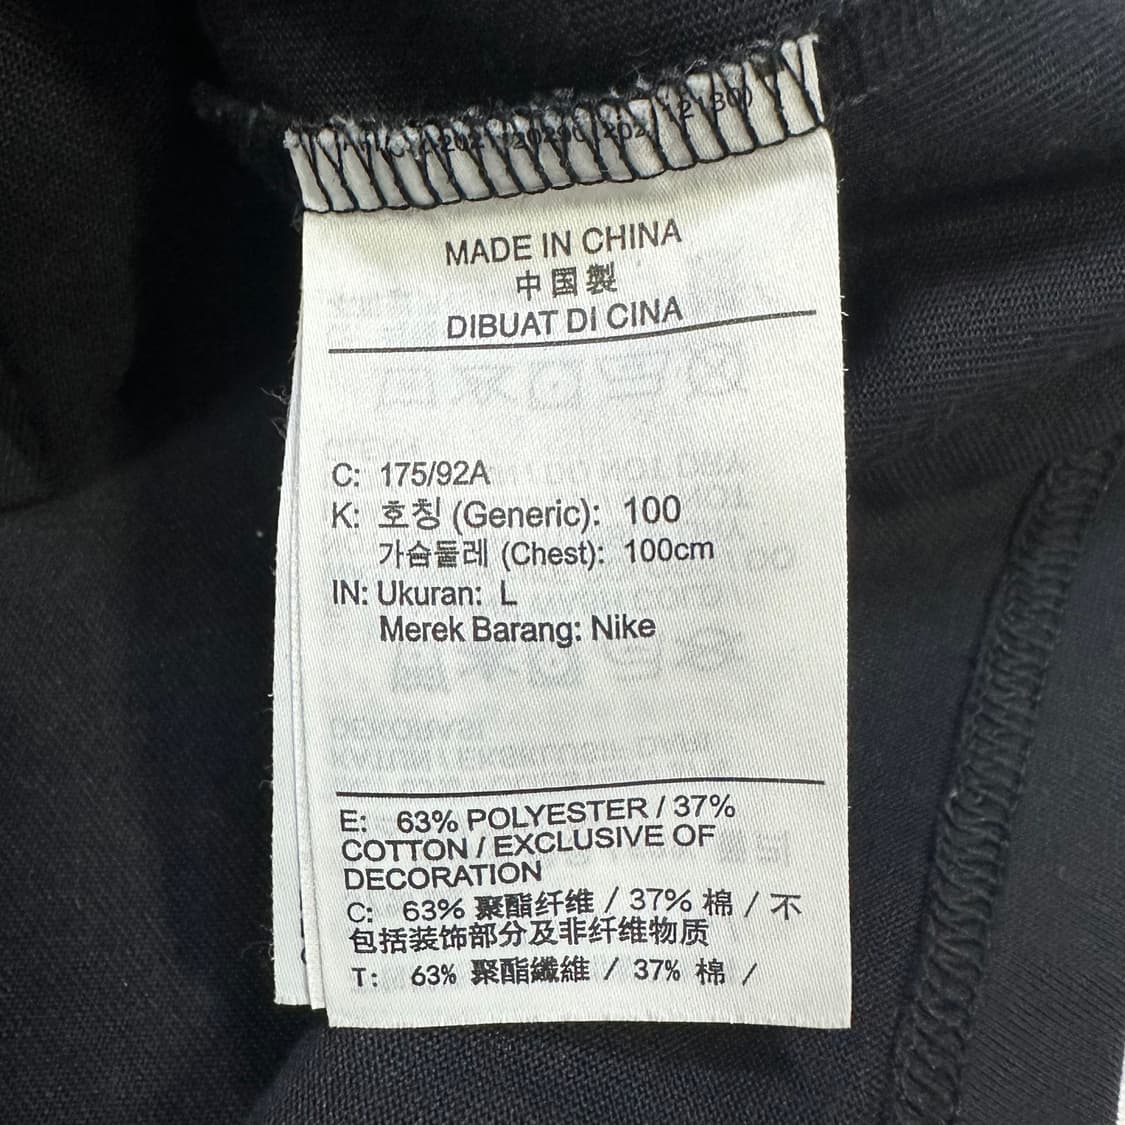 MADE IN CHINA
中国製
DIBUAT DI CINA
C: 175/92A
K: 호칭 (Generic): 100
가슴둘레 (Chest): 100cm
IN: Ukuran: L
Merek Barang: Nike
E: 63% POLYESTER / 37%
COTTON / EXCLUSIVE OF
DECORATION
C: 63% 聚酯纤维 / 37% 棉 / 不
包括装饰部分及非纤维物质
T: 63% 聚酯纖維 / 37% 棉 /